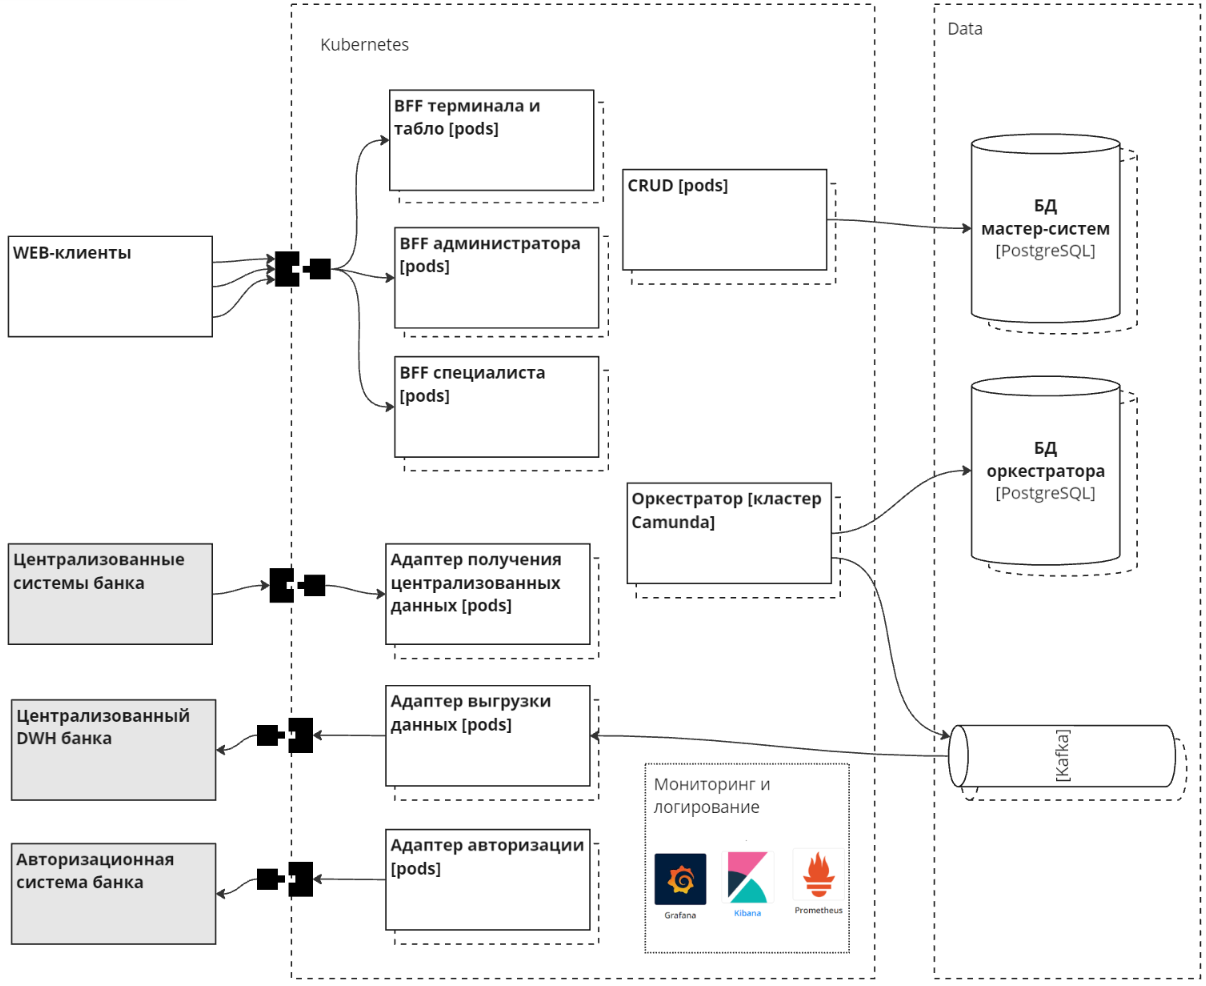 Kubernetes
Data
BFF терминала и
табло [pods]
CRUD [pods]
БД
мастер-систем
[PostgreSQL]
WEB-клиенты
BFF администратора
[pods]
BFF специалиста
[pods]
БД
оркестратора
[PostgreSQL]
Оркестратор [кластер
Camunda]
Централизованные
системы банка
Адаптер получения
централизованных
данных [pods]
Централизованный
DWH банка
Адаптер выгрузки
данных [pods]
[Kafka]
Мониторинг и
логирование
Grafana
Kibana
Prometheus
Авторизационная
система банка
Адаптер авторизации
[pods]